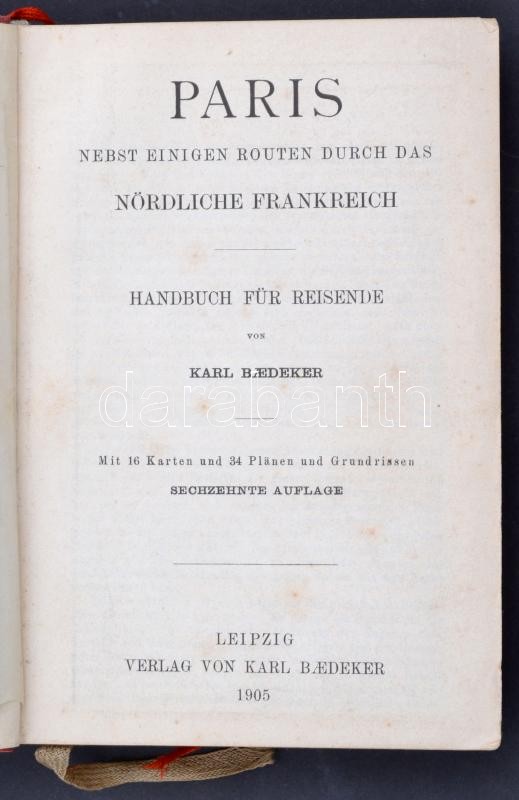 PARIS
NEBST EINIGEN ROUTEN DURCH DAS
NÖRDLICHE FRANKREICH
HANDBUCH FÜR REISENDE
VON
KARL BÆDEKER
darabanth
Mit 16 Karten und 34 Plänen und Grundrissen
SECHZEHNTE AUFLAGE
LEIPZIG
VERLAG VON KARL BÆDEKER
1905